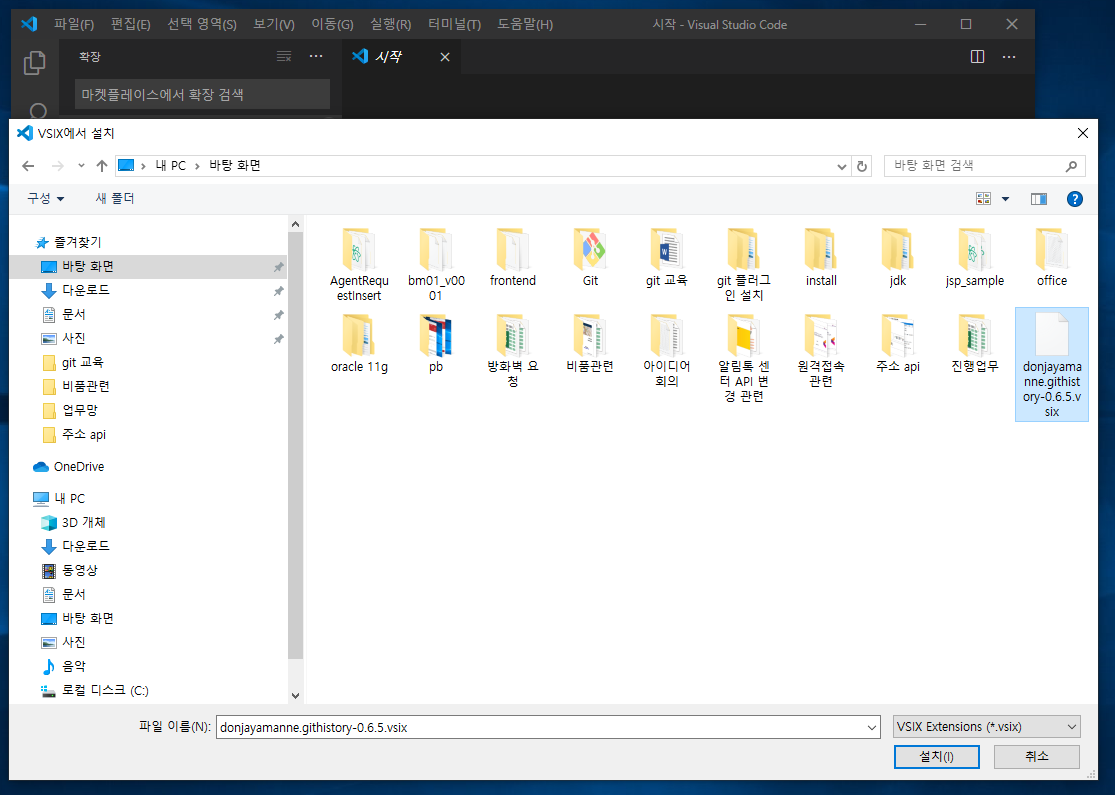 파일(F) 편집(E) 선택 영역(S) 보기(V) 이동(G) 실행(R) 터미널(T) 도움말(H) 시작 - Visual Studio Code
확장
시작
마켓플레이스에서 확장 검색
VSIX에서 설치
내 PC
바탕 화면
바탕 화면 검색
구성
새 폴더
즐겨찾기
바탕 화면
다운로드
문서
사진
git 교육
비품관련
업무망
주소 api
OneDrive
내 PC
3D 개체
다운로드
동영상
문서
바탕 화면
사진
음악
로컬 디스크 (C:)
AgentRequ
estInsert
bm01_v00
01
frontend
Git
git 교육
git 플러그
인 설치
install
jdk
jsp_sample
office
oracle 11g
pb
방화벽 요
청
비품관련
아이디어
회의
알림톡 센
터 API 변
경 관련
원격접속
관련
주소 api
진행업무
donjayama
nne.githist
ory-0.6.5.v
six
파일 이름(N):
donjayamanne.githistory-0.6.5.vsix
VSIX Extensions (*.vsix)
설치(I)
취소